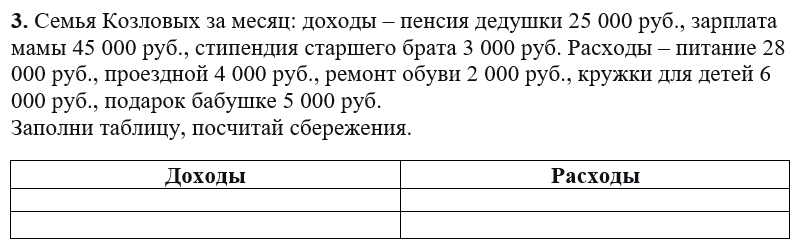 3. Семья Козловых за месяц: доходы – пенсия дедушки 25 000 руб., зарплата
мамы 45 000 руб., стипендия старшего брата 3 000 руб. Расходы – питание 28
000 руб., проездной 4 000 руб., ремонт обуви 2 000 руб., кружки для детей 6
000 руб., подарок бабушке 5 000 руб.
Заполни таблицу, посчитай сбережения.
Доходы Расходы